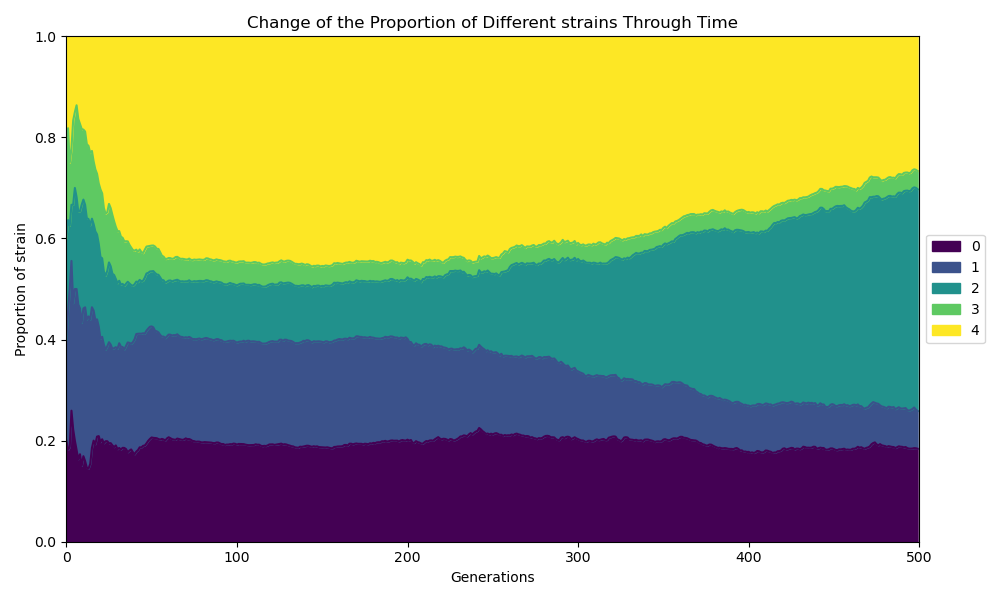 Change of the Proportion of Different strains Through Time
Proportion of strain
1.0
0.8
0.6
0.4
0.2
0.0
0 100 200 300 400 500
Generations
0
1
2
3
4